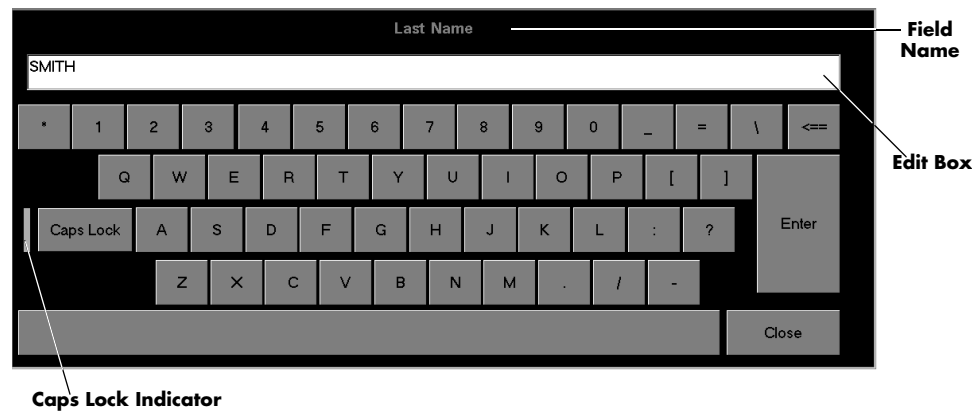 Last Name
Field
Name
SMITH
Edit Box
* 1 2 3 4 5 6 7 8 9 0 _ = \ <==
Q W E R T Y U I O P [ ]
Caps Lock A S D F G H J K L : ? Enter
Z X C V B N M . / -
Close
Caps Lock Indicator